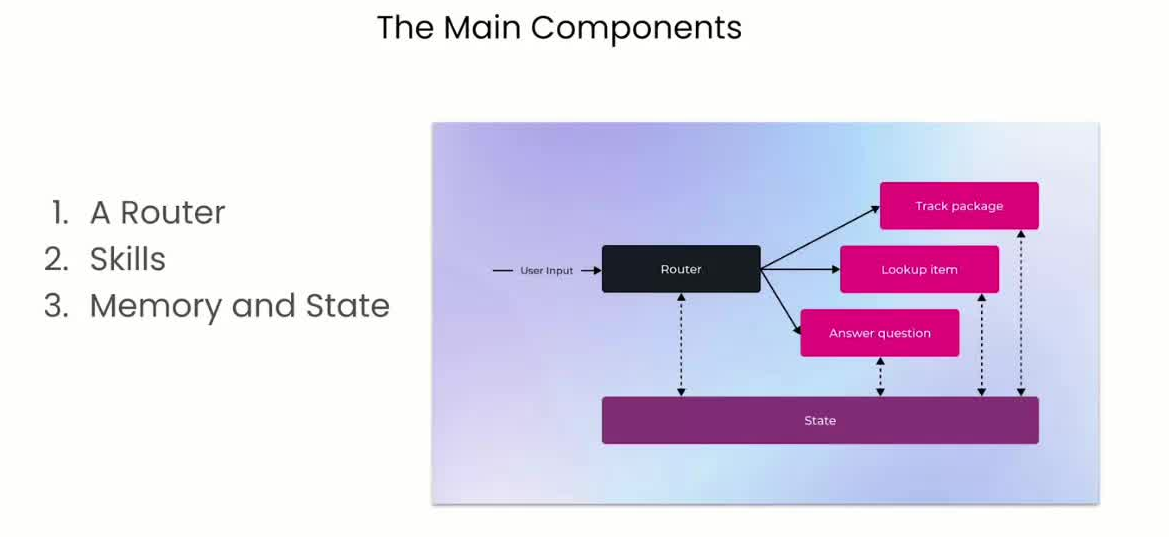 The Main Components
1. A Router
2. Skills
3. Memory and State
Track package
User Input
Router
Lookup item
Answer question
State